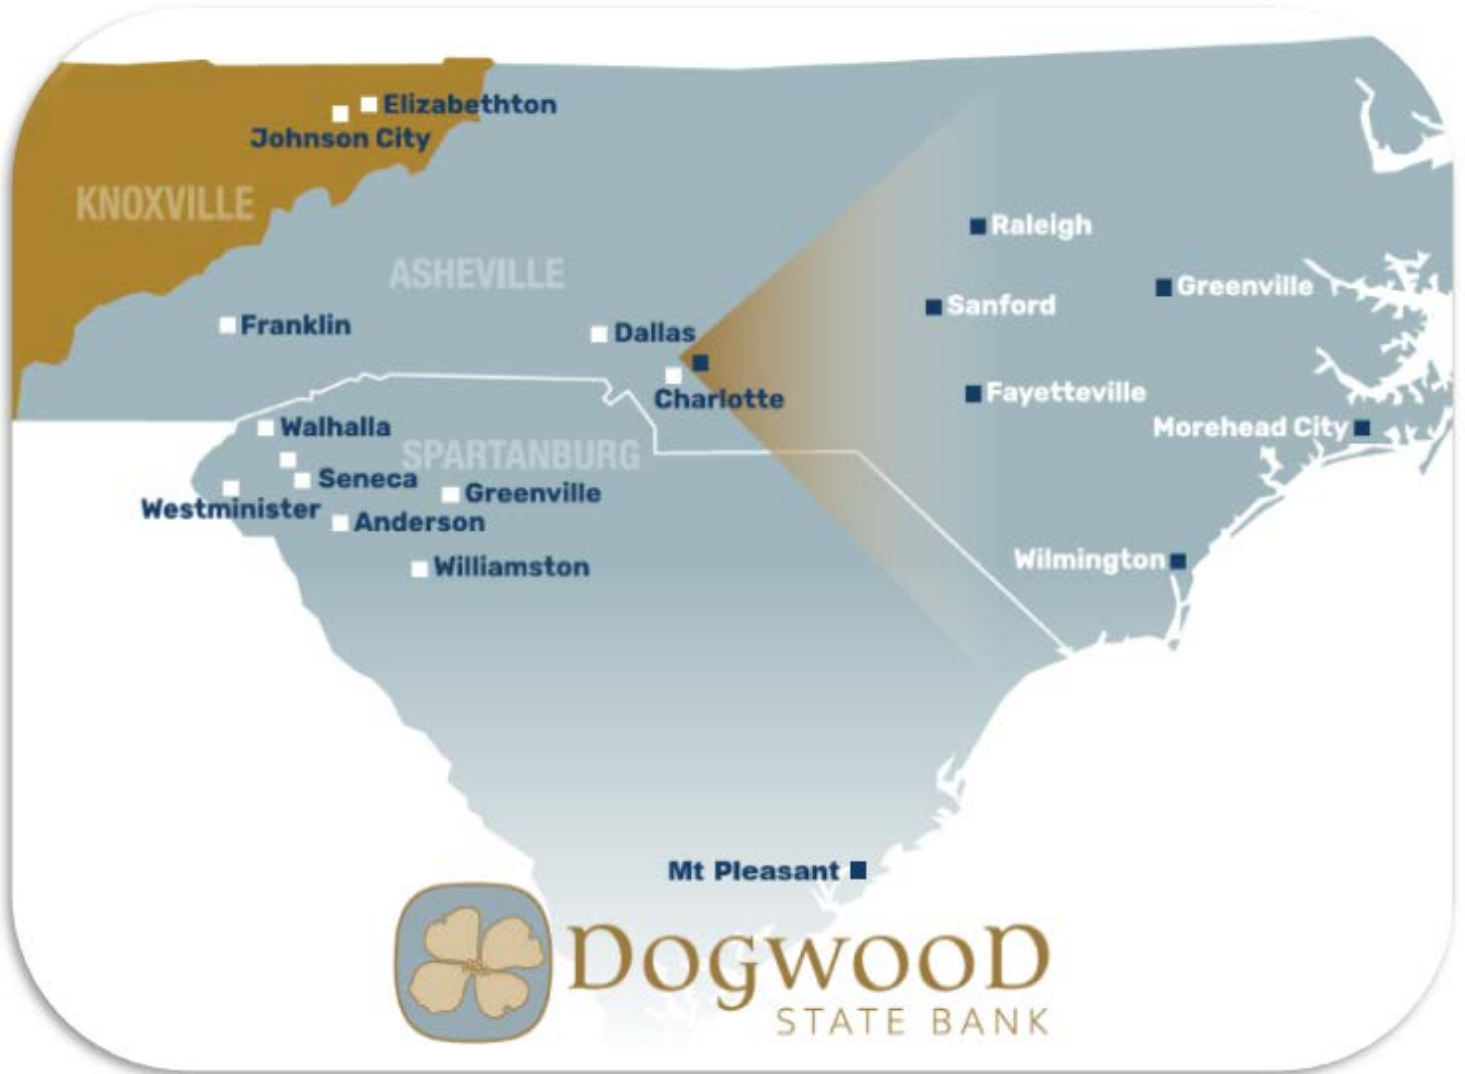 Elizabethton
Johnson City
KNOXVILLE
Raleigh
ASHEVILLE
Greenville
Sanford
Franklin
Dallas
Charlotte
Fayetteville
Walhalla
Morehead City
SPARTANBURG
Seneca
Greenville
Westminister
Anderson
Wilmington
Williamston
Mt Pleasant
DOGWOOD
STATE BANK